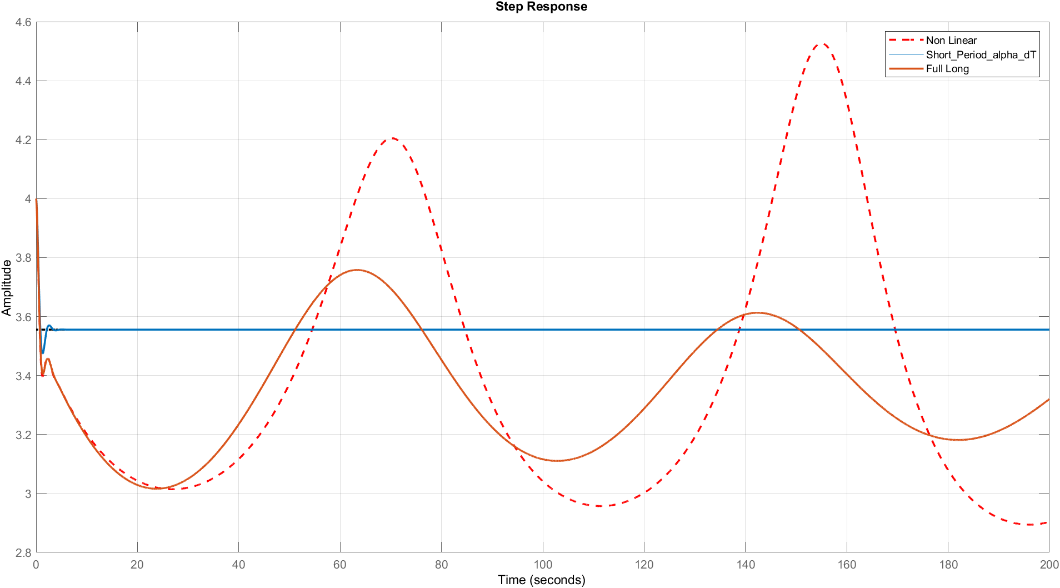 Step Response
Non Linear
Short_Period_alpha_dT
Full Long
Amplitude
4.6
4.4
4.2
4
3.8
3.6
3.4
3.2
3
2.8
0 20 40 60 80 100 120 140 160 180 200
Time (seconds)